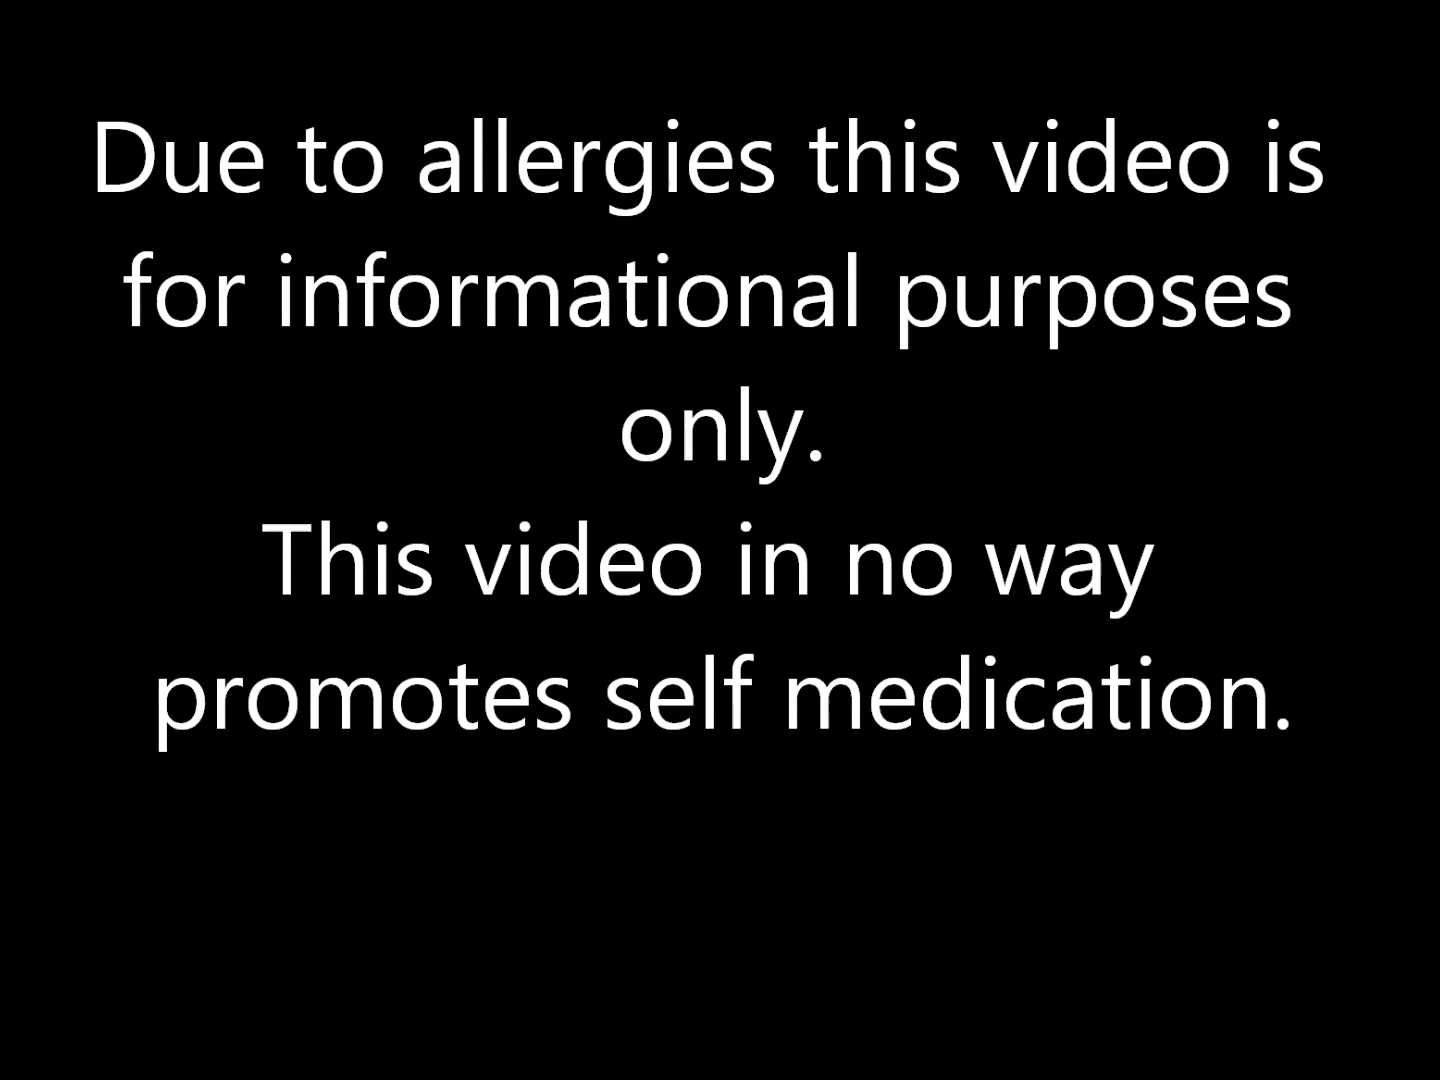 Due to allergies this video is
for informational purposes
only.
This video in no way
promotes self medication.